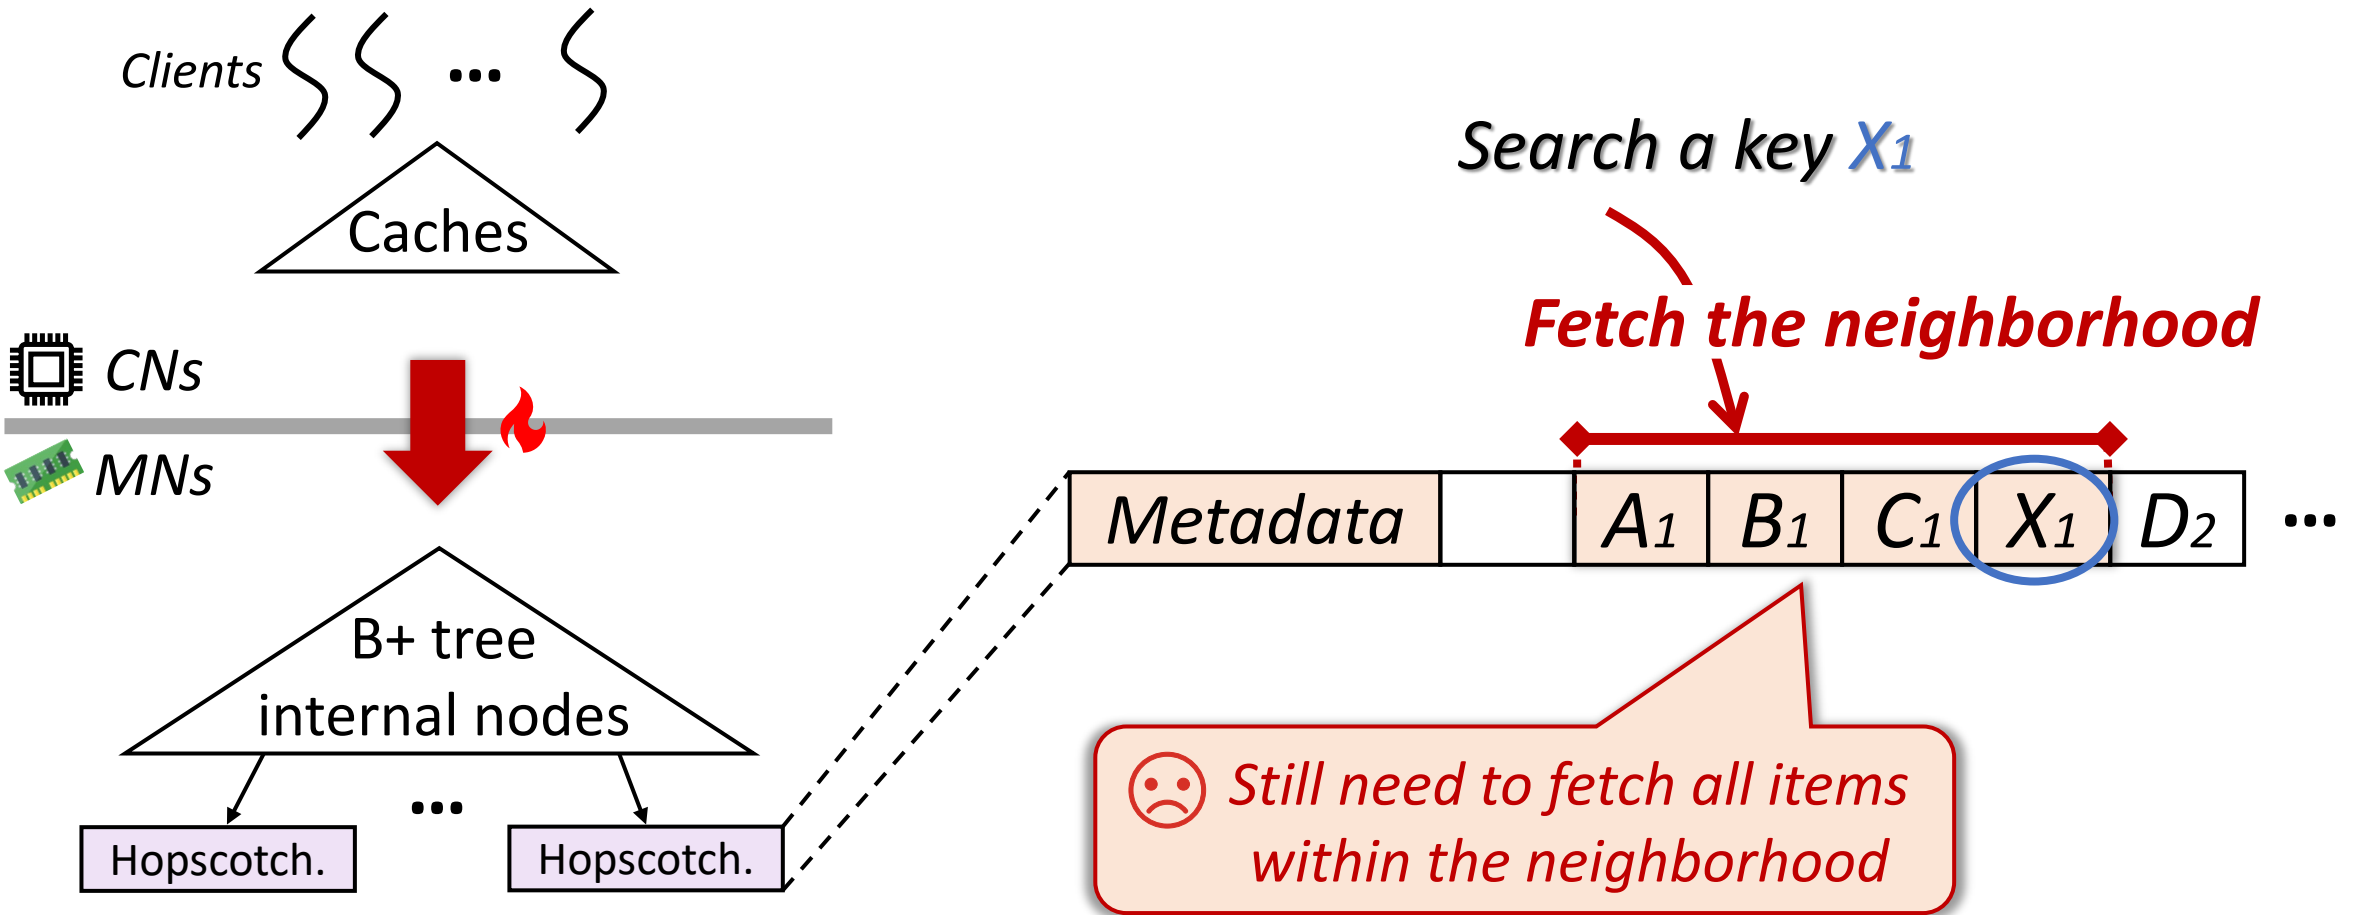 Clients
...
Caches
CNs
MNs
B+ tree
internal nodes
...
Hopscotch.
Hopscotch.
Search a key X1
Fetch the neighborhood
Metadata
A1
B1
C1
X1
D2
...
Still need to fetch all items
within the neighborhood